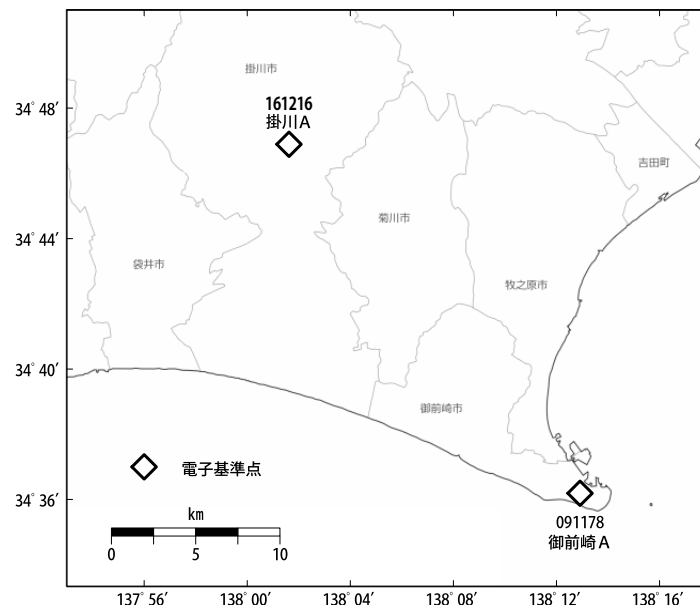 掛川市
34° 48′
161216
掛川A
吉田町
菊川市
34° 44′
袋井市
牧之原市
34° 40′
御前崎市
電子基準点
34° 36′
km
0 5 10
091178
御前崎A
137° 56′ 138° 00′ 138° 04′ 138° 08′ 138° 12′ 138° 16′